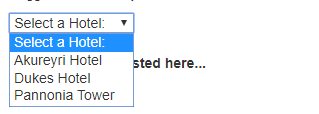 Select a Hotel:
Select a Hotel:
Akureyri Hotel
Dukes Hotel
sted here...
Pannonia Tower